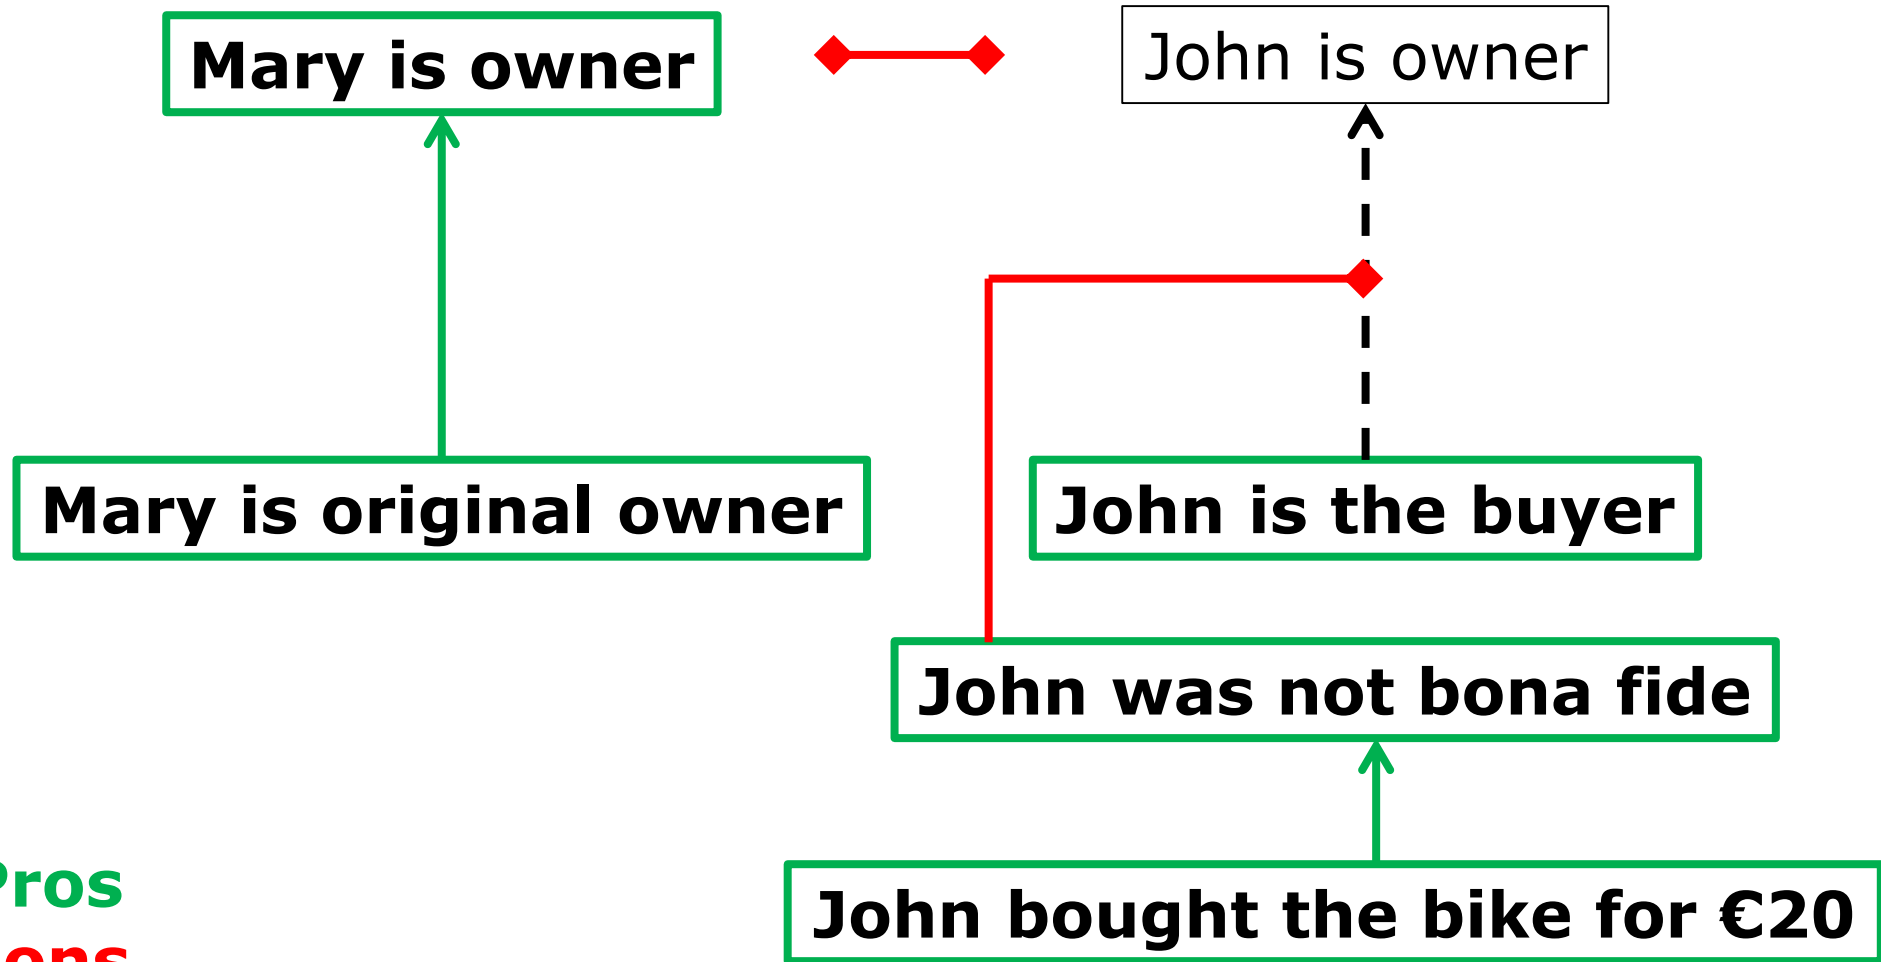 Mary is owner
John is owner
Mary is original owner
John is the buyer
John was not bona fide
John bought the bike for €20
Pros